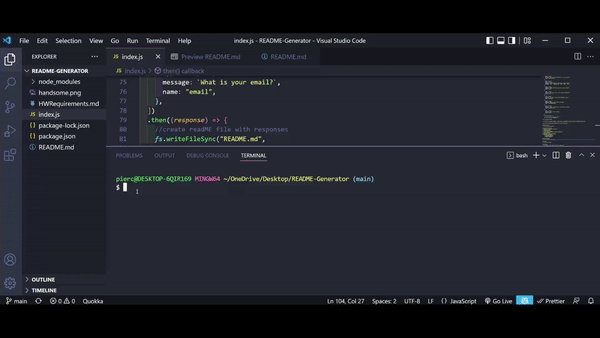 File Edit Selection View Go Run Terminal Help index.js - README-Generator - Visual Studio Code
EXPLORER
README-GENERATOR
node_modules
handsome.png
HWRequirements.md
JS index.js
package-lock.json
package.json
README.md
OUTLINE
TIMELINE
JS index.js Preview README.md README.md
JS index.js > then() callback
75 message: `What is your email?`,
76 name: "email",
77 },
78 ])
79 .then((response) => {
80 //create readME file with responses
81 fs.writeFileSync("README.md",
PROBLEMS OUTPUT DEBUG CONSOLE TERMINAL bash
pierc@DESKTOP-6QIR169 MINGW64 ~/OneDrive/Desktop/README-Generator (main)
$
main 0 0 Quokka Ln 104, Col 27 Spaces: 2 UTF-8 LF {} JavaScript Go Live Prettier